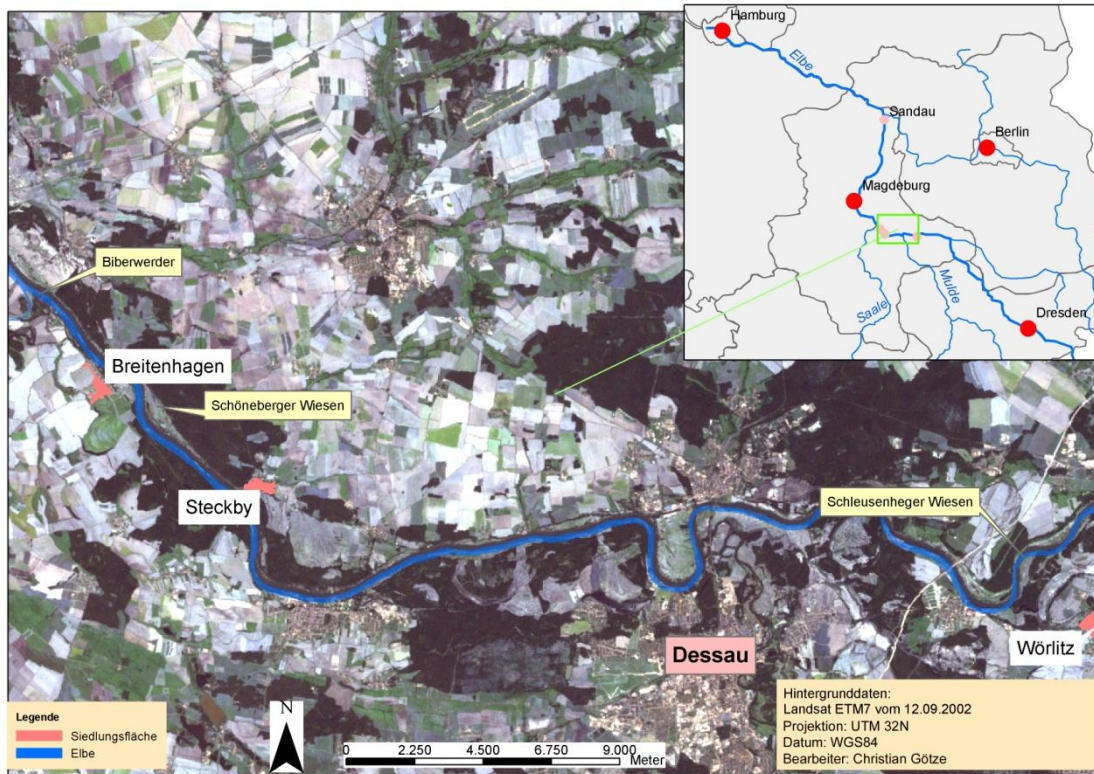 Hamburg
Elbe
Sandau
Berlin
Magdeburg
Mulde
Saale
Dresden
Biberwerder
Breitenhagen
Schöneberger Wiesen
Steckby
Schleusenheger Wiesen
Wörlitz
Dessau
Legende
Siedlungsfläche
Elbe
N
0 2.250 4.500 6.750 9.000
Meter
Hintergrunddaten:
Landsat ETM7 vom 12.09.2002
Projektion: UTM 32N
Datum: WGS84
Bearbeiter: Christian Götze